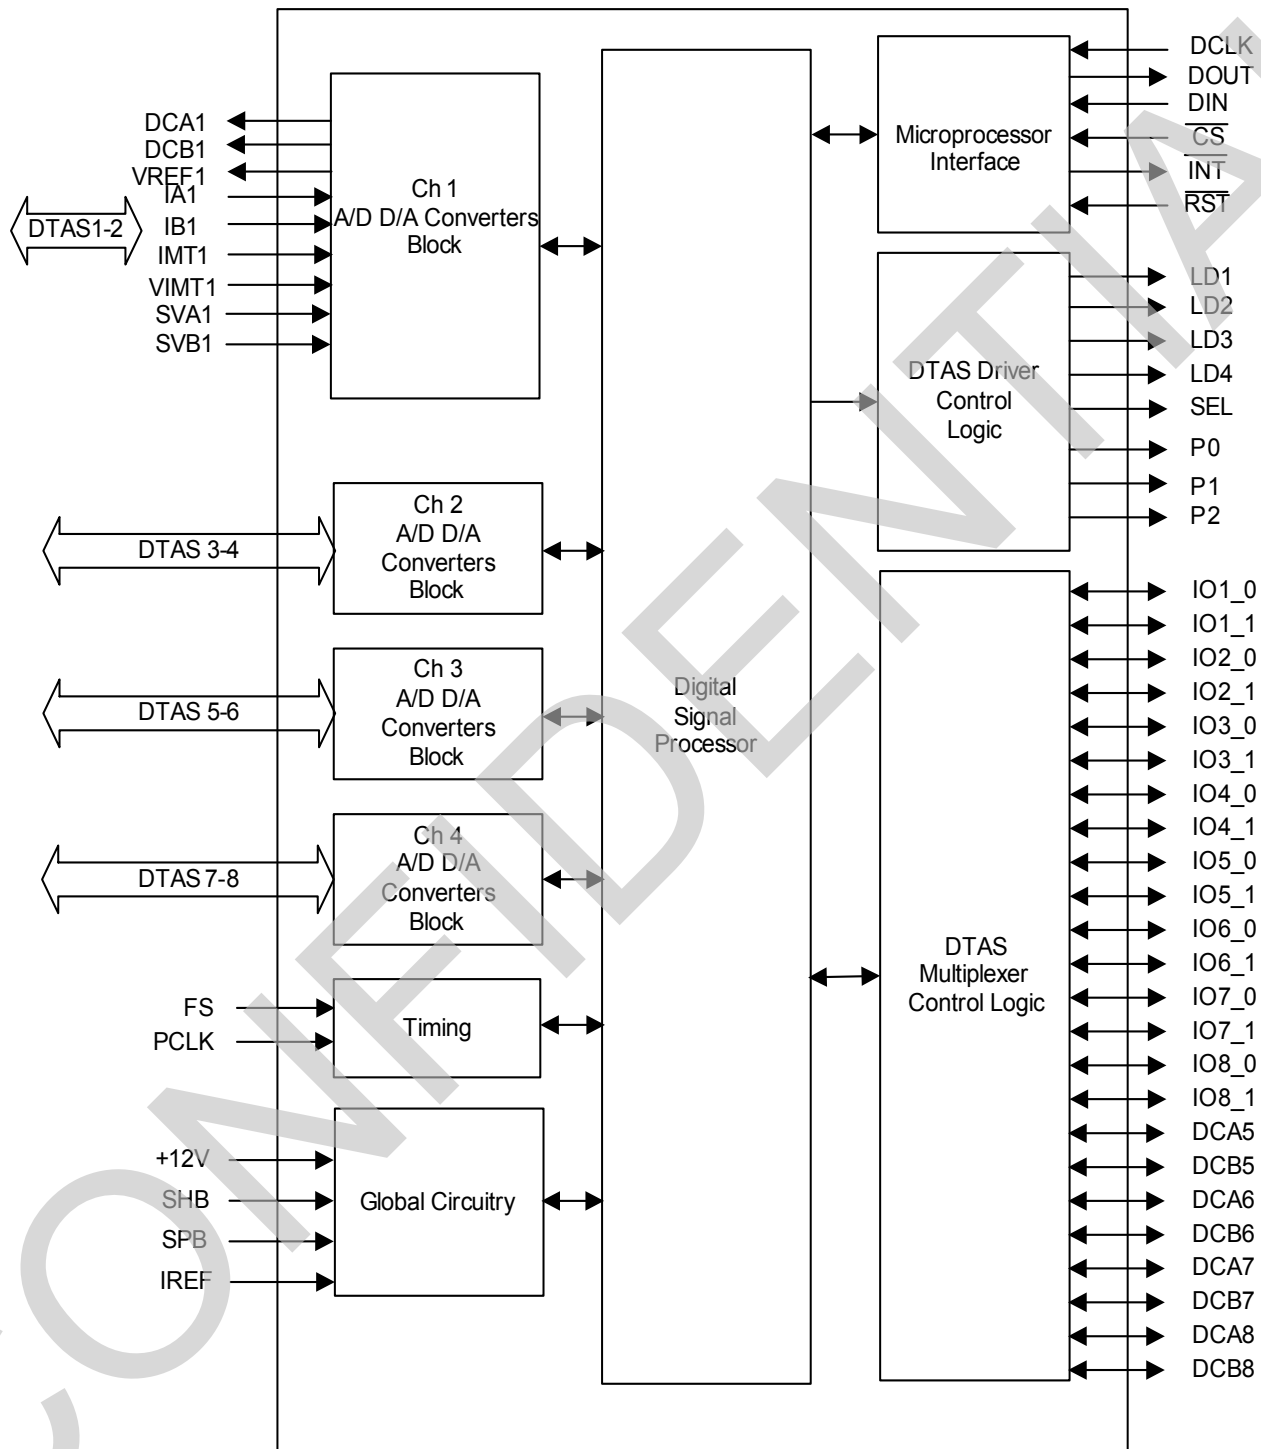 DCA1
DCB1
VREF1
IA1
DTAS1-2
IB1
IMT1
VIMT1
SVA1
SVB1
Ch 1
A/D D/A Converters
Block
DTAS 3-4
Ch 2
A/D D/A
Converters
Block
DTAS 5-6
Ch 3
A/D D/A
Converters
Block
DTAS 7-8
Ch 4
A/D D/A
Converters
Block
FS
PCLK
Timing
+12V
SHB
SPB
IREF
Global Circuitry
Digital
Signal
Processor
Microprocessor
Interface
DCLK
DOUT
DIN
CS
INT
RST
DTAS Driver
Control
Logic
LD1
LD2
LD3
LD4
SEL
P0
P1
P2
DTAS
Multiplexer
Control Logic
IO1_0
IO1_1
IO2_0
IO2_1
IO3_0
IO3_1
IO4_0
IO4_1
IO5_0
IO5_1
IO6_0
IO6_1
IO7_0
IO7_1
IO8_0
IO8_1
DCA5
DCB5
DCA6
DCB6
DCA7
DCB7
DCA8
DCB8
CONFIDENTIA